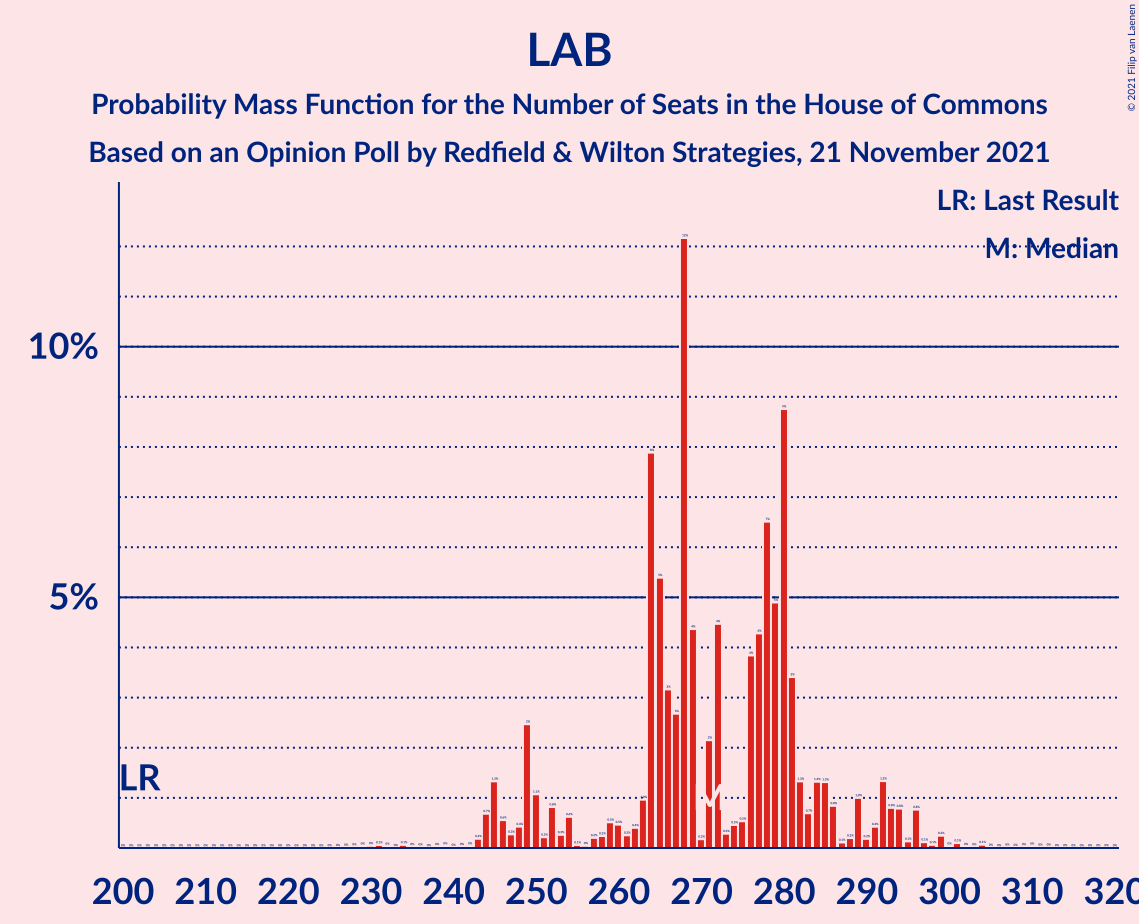 © 2021 Filip van Laenen
LAB
Probability Mass Function for the Number of Seats in the House of Commons
Based on an Opinion Poll by Redfield & Wilton Strategies, 21 November 2021
LR: Last Result
M: Median
10%
5%
LR
M
200 210 220 230 240 250 260 270 280 290 300 310 320